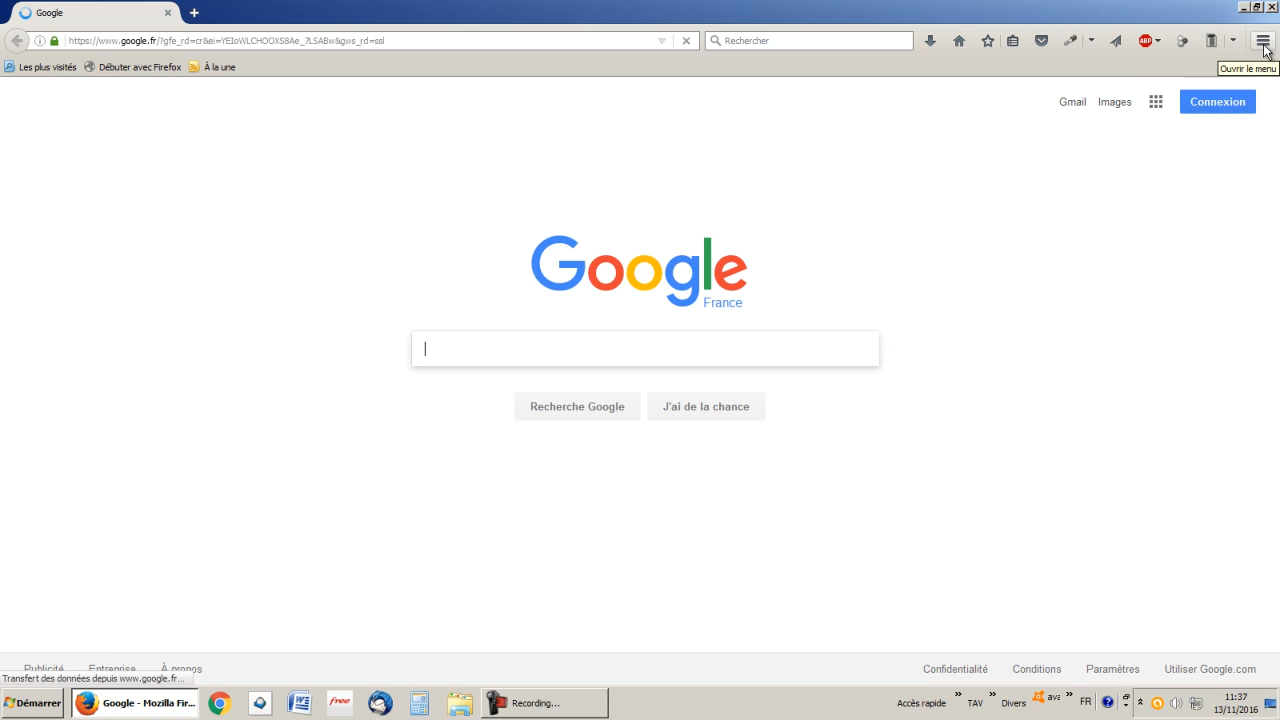 Google
https://www.google.fr/?gfe_rd=cr&ei=YEIoWLCHOOXS8Ae_7LSABw&gws_rd=ssl
Rechercher
ABP
Les plus visités
Débuter avec Firefox
À la une
Ouvrir le menu
Gmail
Images
Connexion
Google
France
Recherche Google
J'ai de la chance
Publicité
Entreprise
À propos
Confidentialité
Conditions
Paramètres
Utiliser Google.com
Transfert des données depuis www.google.fr...
Démarrer
Google - Mozilla Fir...
free
Recording...
Accès rapide
TAV
Divers
ava
FR
11:37
13/11/2016